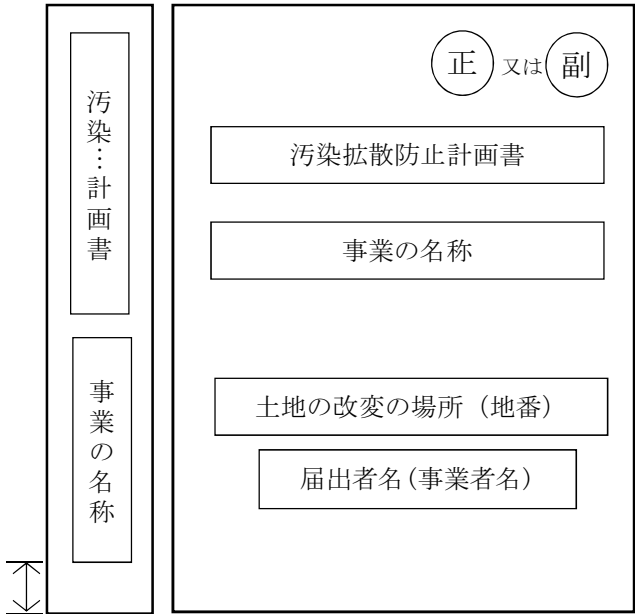 汚染…計画書
事業の名称
正 又は 副
汚染拡散防止計画書
事業の名称
土地の改変の場所（地番）
届出者名(事業者名)